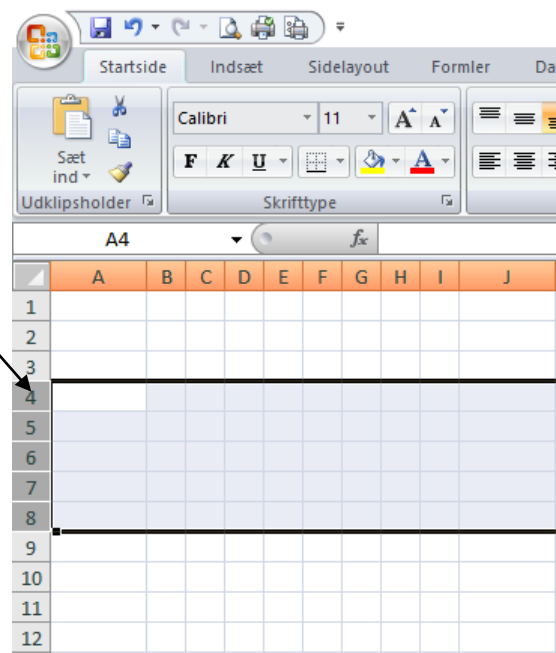 Startside Indsæt Sidelayout Formler Da
Calibri 11 A A
Sæt
ind
F K U A
Udklipsholder Skrifttype
A4 fx
A B C D E F G H I J
1
2
3
4
5
6
7
8
9
10
11
12